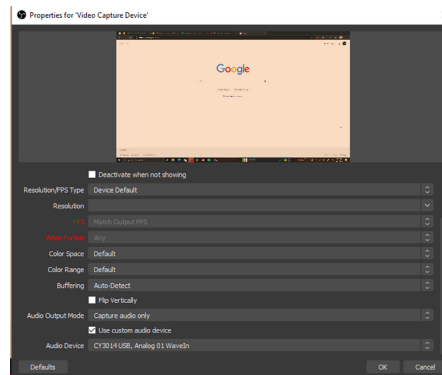 Properties for 'Video Capture Device'
Google
Deactivate when not showing
Resolution/FPS Type Device Default
Resolution
FPS Match Output FPS
Video Format Any
Color Space Default
Color Range Default
Buffering Auto-Detect
Flip Vertically
Audio Output Mode Capture audio only
Use custom audio device
Audio Device CY3014 USB, Analog 01 WaveIn
Defaults OK Cancel